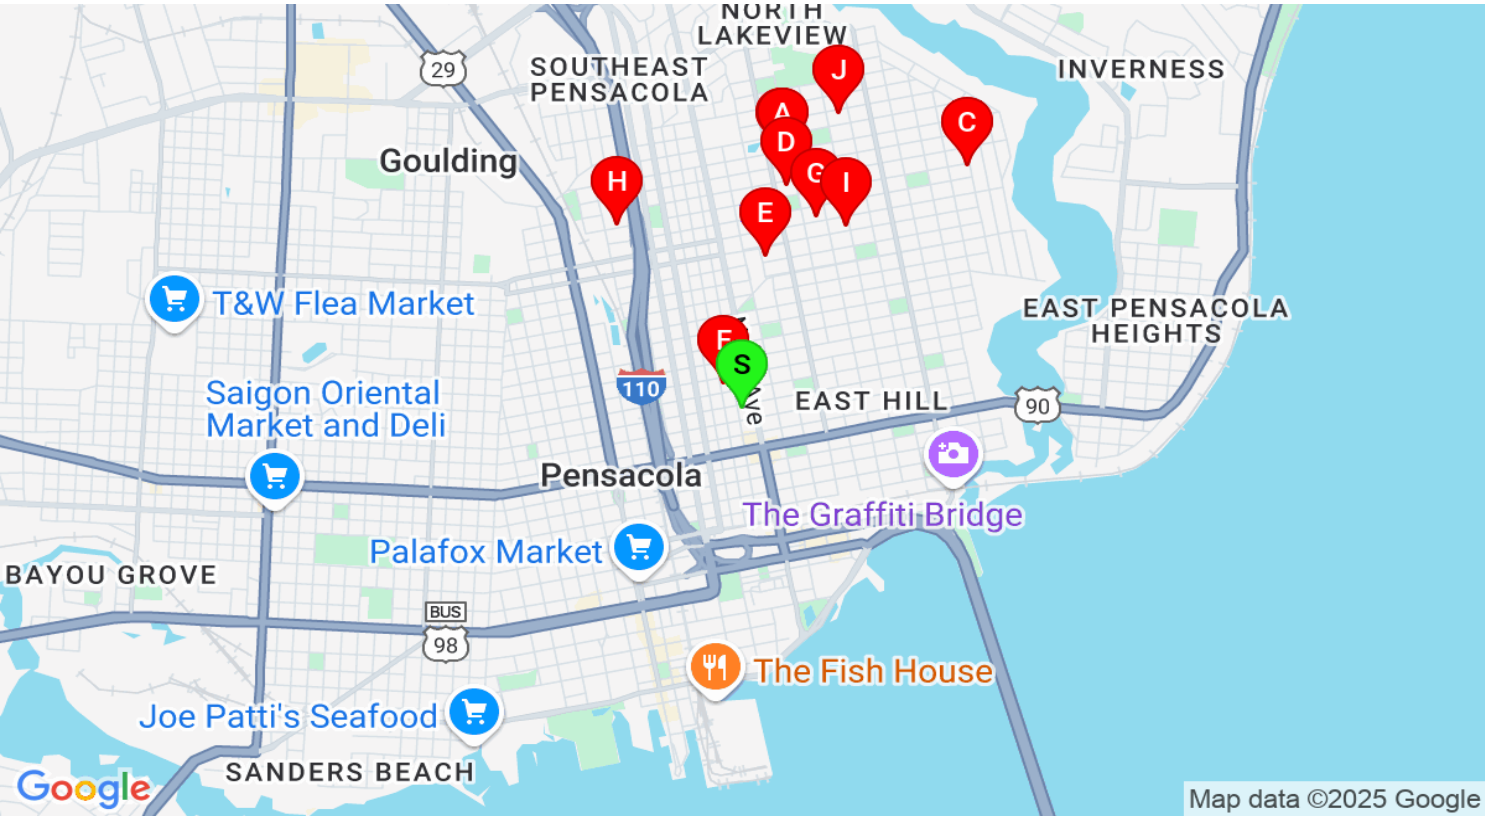 NORTH
LAKEVIEW
SOUTHEAST
PENSACOLA
29
INVERNESS
J
A
C
D
Goulding
H
G
I
E
T&W Flea Market
EAST PENSACOLA
HEIGHTS
S
110
Ave
Saigon Oriental
Market and Deli
EAST HILL
90
Pensacola
The Graffiti Bridge
Palafox Market
BAYOU GROVE
BUS
98
The Fish House
Joe Patti's Seafood
SANDERS BEACH
Google
Map data ©2025 Google